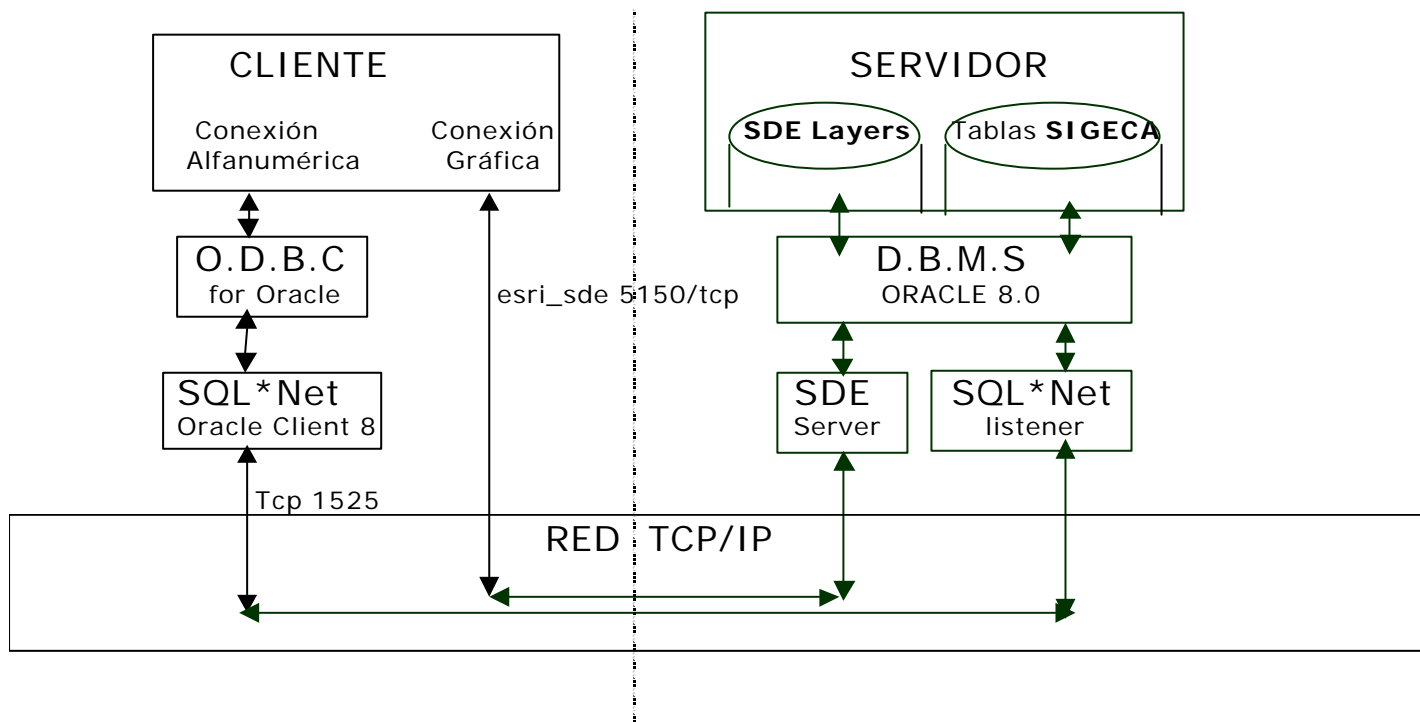 CLIENTE
Conexión
Alfanumérica
Conexión
Gráfica
O.D.B.C
for Oracle
SQL*Net
Oracle Client 8
Tcp 1525
esri_sde 5150/tcp
SERVIDOR
SDE Layers
Tablas SIGECA
D.B.M.S
ORACLE 8.0
SDE
Server
SQL*Net
listener
RED TCP/IP